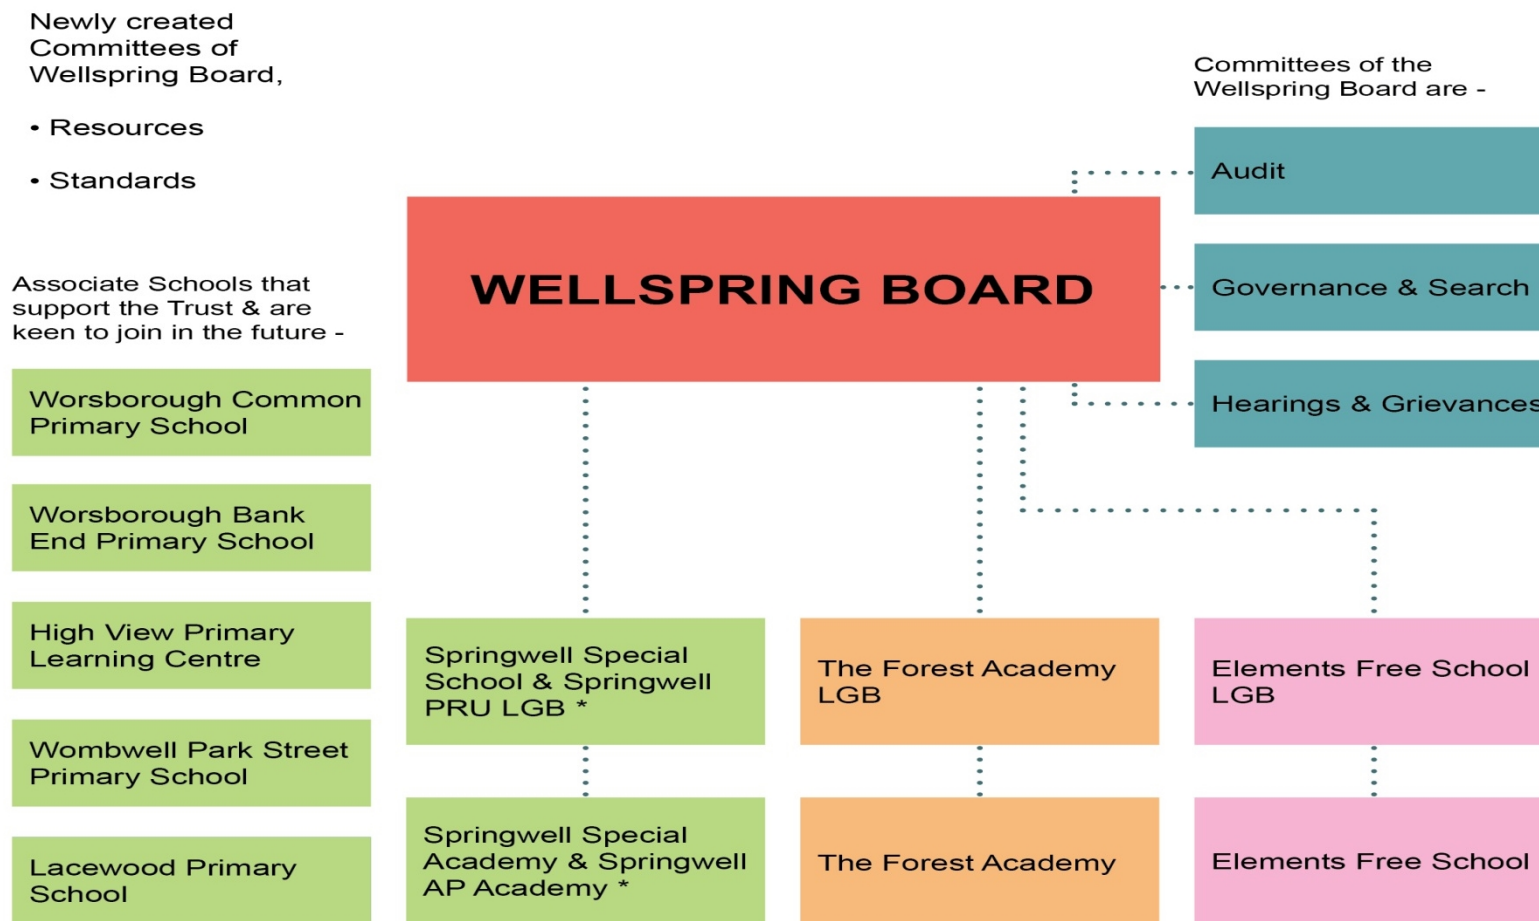 Newly created
Committees of
Wellspring Board,
• Resources
• Standards
Associate Schools that
support the Trust & are
keen to join in the future -
Worsborough Common
Primary School
Worsborough Bank
End Primary School
High View Primary
Learning Centre
Wombwell Park Street
Primary School
Lacewood Primary
School
WELLSPRING BOARD
Committees of the
Wellspring Board are -
Audit
Governance & Search
Hearings & Grievances
Springwell Special
School & Springwell
PRU LGB *
The Forest Academy
LGB
Elements Free School
LGB
Springwell Special
Academy & Springwell
AP Academy *
The Forest Academy
Elements Free School